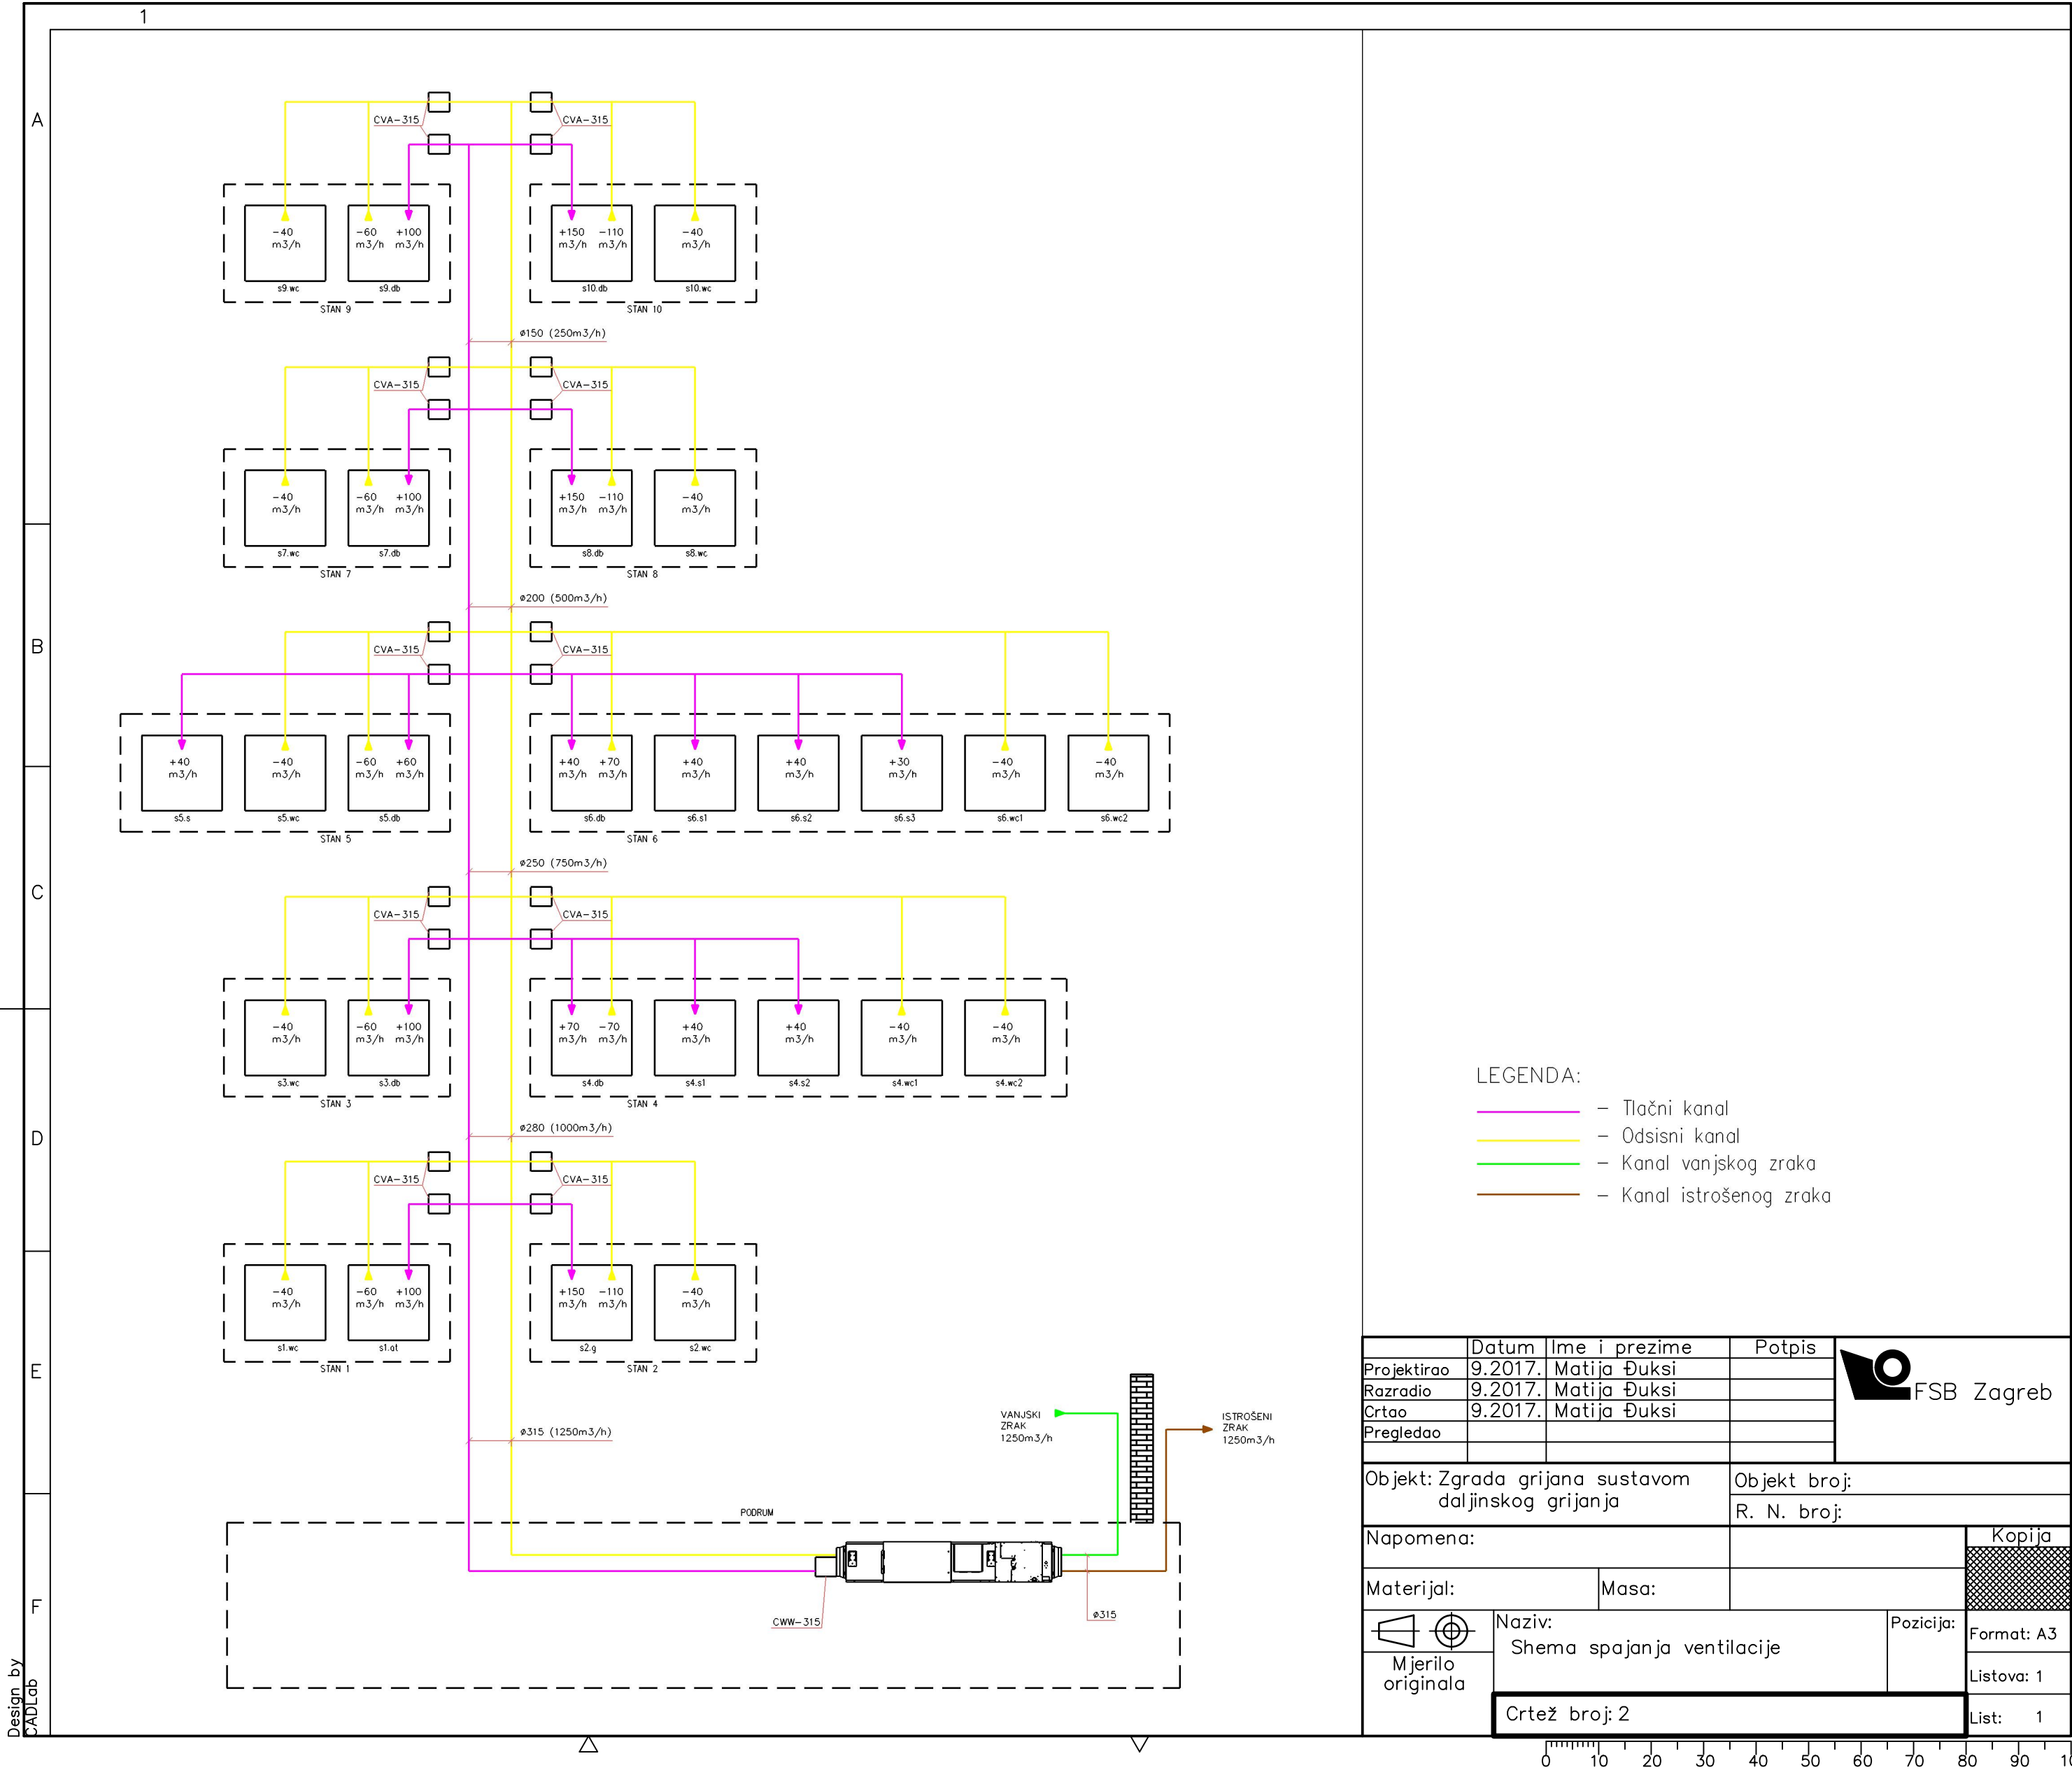 1
A
CVA-315
CVA-315
-40 m3/h
-60 m3/h
+100 m3/h
+150 m3/h
-110 m3/h
-40 m3/h
s9.wc
s9.db
s10.db
s10.wc
STAN 9
STAN 10
ø150 (250m3/h)
CVA-315
CVA-315
-40 m3/h
-60 m3/h
+100 m3/h
+150 m3/h
-110 m3/h
-40 m3/h
s7.wc
s7.db
s8.db
s8.wc
STAN 7
STAN 8
ø200 (500m3/h)
B
CVA-315
CVA-315
+40 m3/h
-40 m3/h
-60 m3/h
+60 m3/h
+40 m3/h
+70 m3/h
+40 m3/h
+40 m3/h
+30 m3/h
-40 m3/h
-40 m3/h
s5.s
s5.wc
s5.db
s6.db
s6.s1
s6.s2
s6.s3
s6.wc1
s6.wc2
STAN 5
STAN 6
ø250 (750m3/h)
C
CVA-315
CVA-315
-40 m3/h
-60 m3/h
+100 m3/h
+70 m3/h
-70 m3/h
+40 m3/h
+40 m3/h
-40 m3/h
-40 m3/h
s3.wc
s3.db
s4.db
s4.s1
s4.s2
s4.wc1
s4.wc2
STAN 3
STAN 4
D
ø280 (1000m3/h)
CVA-315
CVA-315
-40 m3/h
-60 m3/h
+100 m3/h
+150 m3/h
-110 m3/h
-40 m3/h
s1.wc
s1.at
s2.g
s2.wc
STAN 1
STAN 2
E
ø315 (1250m3/h)
VANJSKI
ZRAK
1250m3/h
ISTROŠENI
ZRAK
1250m3/h
PODRUM
CWW-315
ø315
F
Design by
CADLab
LEGENDA:
- Tlačni kanal
- Odsisni kanal
- Kanal vanjskog zraka
- Kanal istrošenog zraka
Datum
Ime i prezime
Potpis
Projektirao 9.2017. Matija Đuksi
Razradio 9.2017. Matija Đuksi
Crtao 9.2017. Matija Đuksi
Pregledao
FSB Zagreb
Objekt: Zgrada grijana sustavom
daljinskog grijanja
Objekt broj:
R. N. broj:
Napomena:
Kopija
Materijal:
Masa:
Naziv:
Shema spajanja ventilacije
Pozicija:
Format: A3
Mjerilo
originala
Listova: 1
Crtež broj: 2
List: 1
0 10 20 30 40 50 60 70 80 90